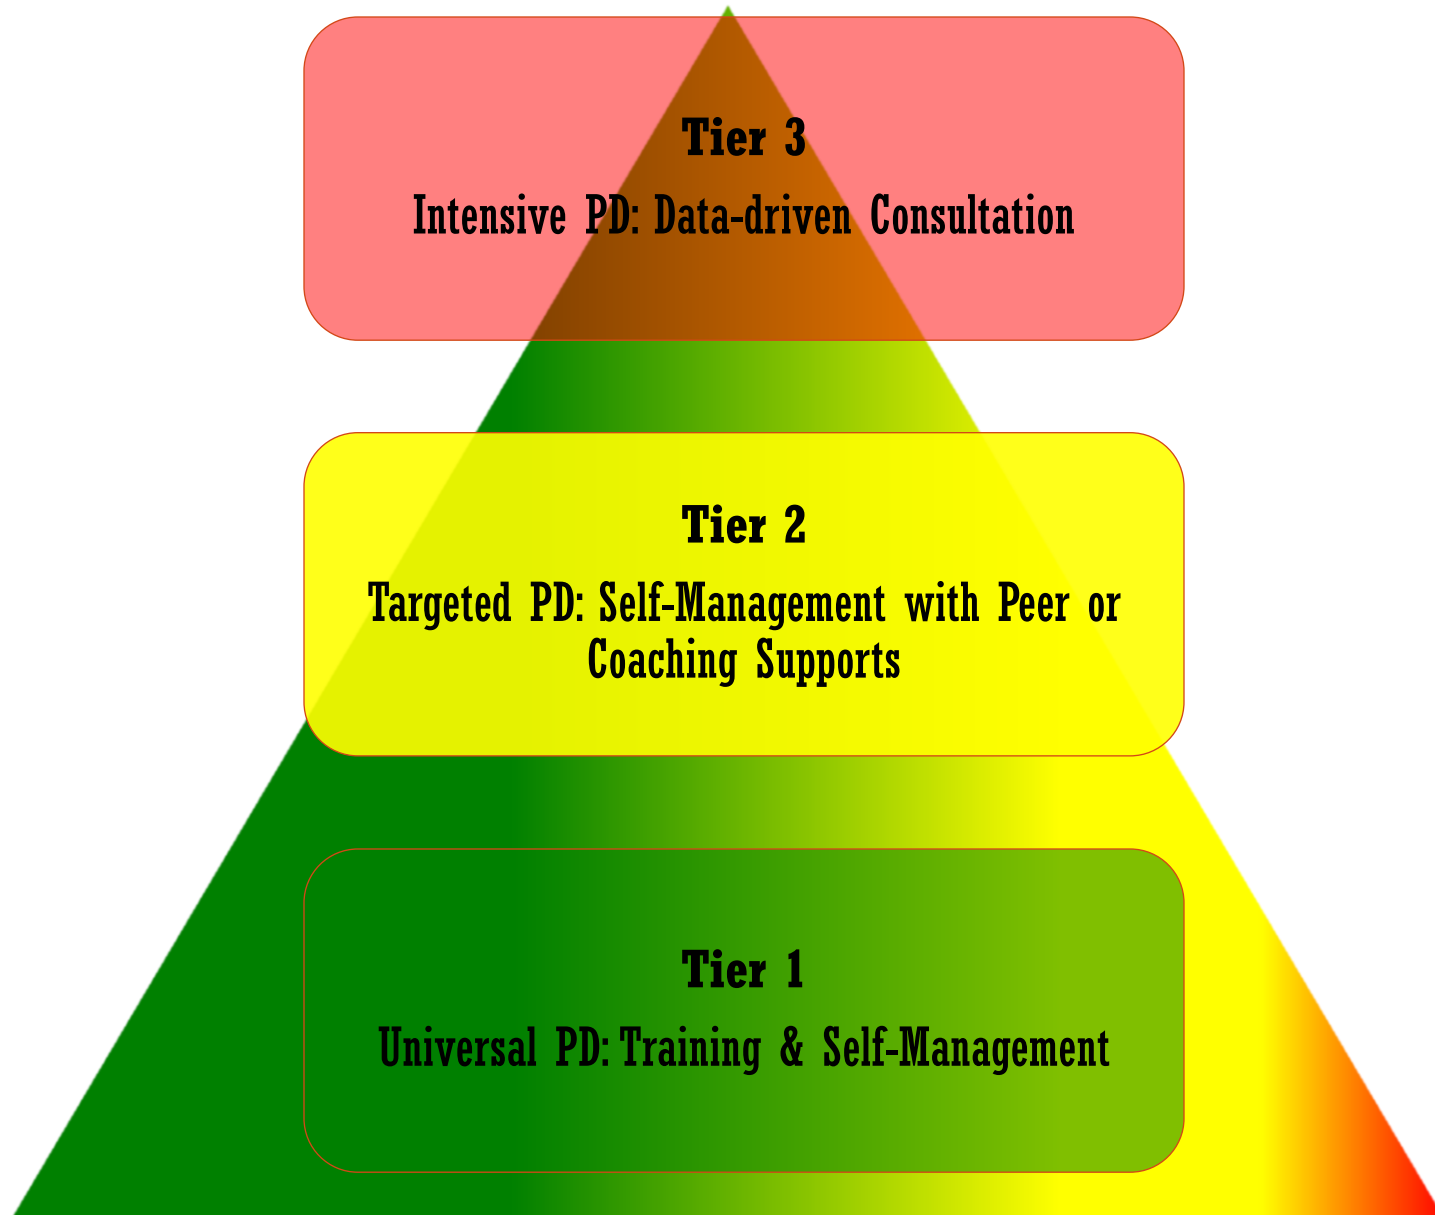 Tier 3
Intensive PD: Data-driven Consultation
Tier 2
Targeted PD: Self-Management with Peer or
Coaching Supports
Tier 1
Universal PD: Training & Self-Management